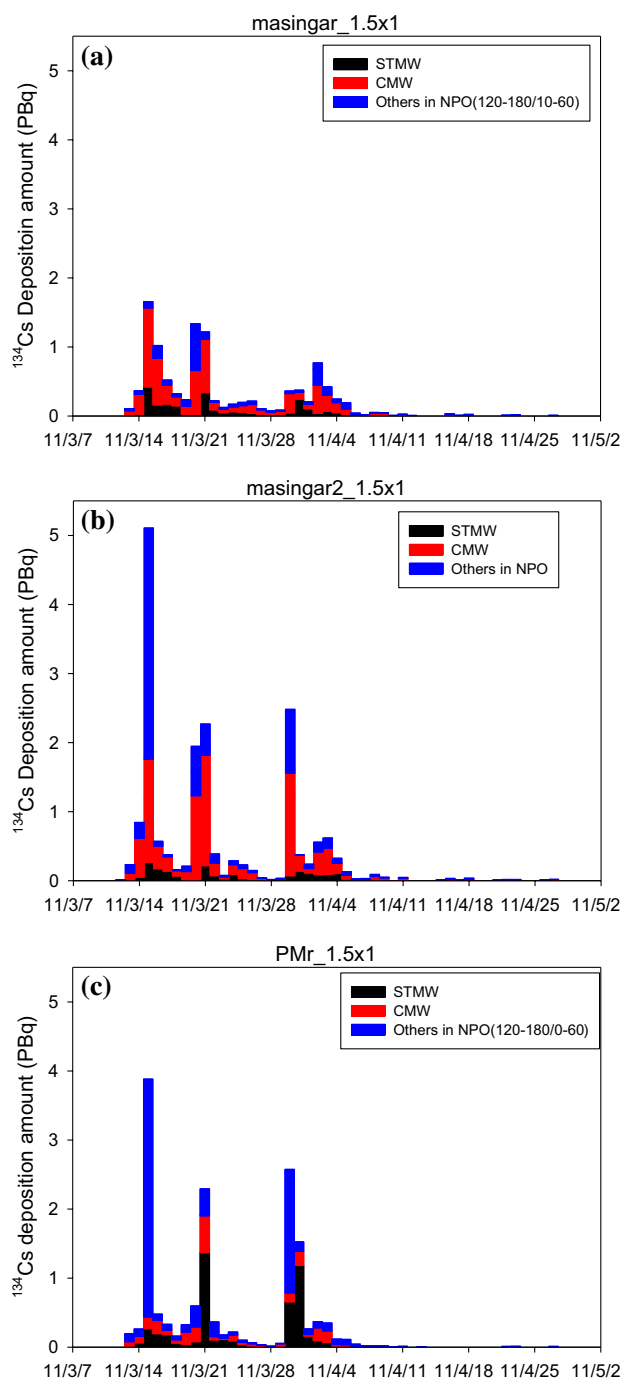 masingar_1.5x1
(a)
STMW
CMW
Others in NPO(120-180/10-60)
5
4
3
2
1
0
134Cs Depositoin amount (PBq)
11/3/7 11/3/14 11/3/21 11/3/28 11/4/4 11/4/11 11/4/18 11/4/25 11/5/2
masingar2_1.5x1
(b)
STMW
CMW
Others in NPO
5
4
3
2
1
0
134Cs Deposition amount (PBq)
11/3/7 11/3/14 11/3/21 11/3/28 11/4/4 11/4/11 11/4/18 11/4/25 11/5/2
PMr_1.5x1
(c)
STMW
CMW
Others in NPO(120-180/0-60)
5
4
3
2
1
0
134Cs deposition amount (PBq)
11/3/7 11/3/14 11/3/21 11/3/28 11/4/4 11/4/11 11/4/18 11/4/25 11/5/2